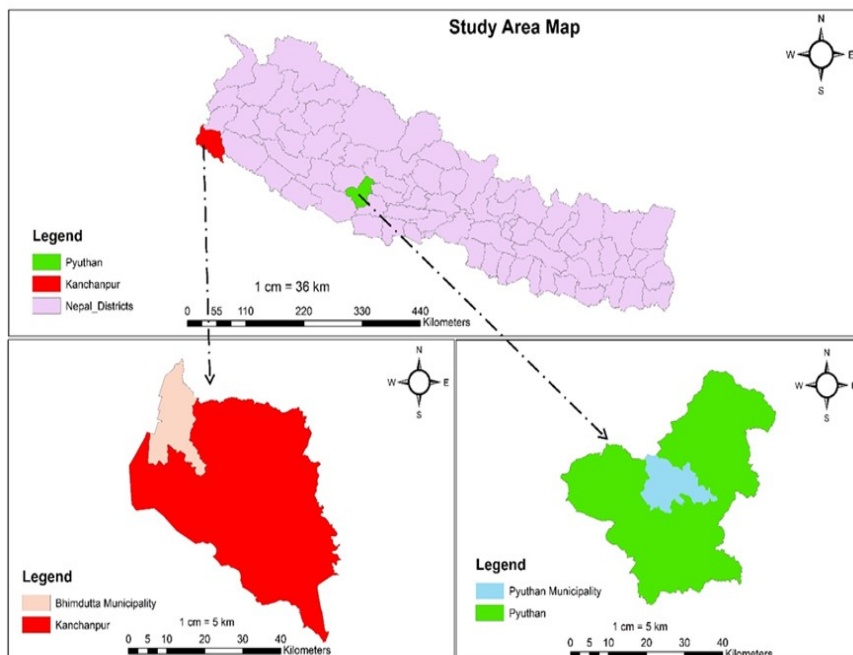 Study Area Map
N
W E
S
Legend
Pyuthan
Kanchanpur
Nepal_Districts
1 cm = 36 km
0 55 110 220 330 440
Kilometers
N
W E
S
Legend
Bhimdutta Municipality
Kanchanpur
1 cm = 5 km
0 5 10 20 30 40
Kilometers
N
W
S
Legend
Pyuthan Municipality
Pyuthan
1 cm = 5 km
0 5 10 20 30 40
Kilometers